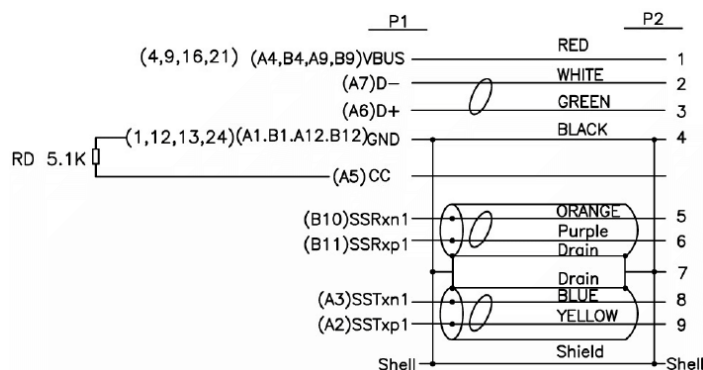 P1 P2
(4,9,16,21) (A4,B4,A9,B9)VBUS RED 1
(A7)D- WHITE 2
(A6)D+ GREEN 3
(1,12,13,24)(A1.B1.A12.B12)GND BLACK 4
RD 5.1K
(A5)CC
(B10)SSRxn1 ORANGE 5
(B11)SSRxp1 Purple 6
Drain
7
Drain
(A3)SSTxn1 BLUE 8
(A2)SSTxp1 YELLOW 9
Shield
Shell Shell